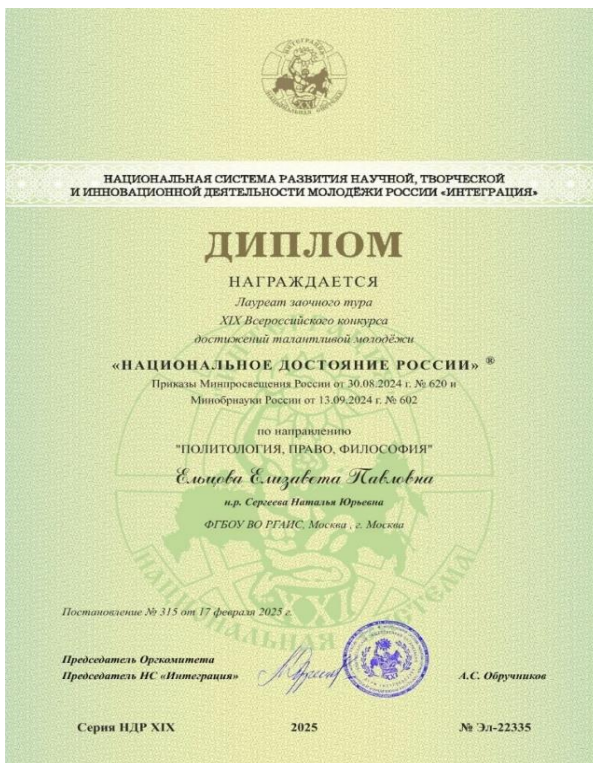 ИНТЕГРАЦИЯ
XXI
НАЦИОНАЛЬНАЯ СИСТЕМА
НАЦИОНАЛЬНАЯ СИСТЕМА РАЗВИТИЯ НАУЧНОЙ, ТВОРЧЕСКОЙ
И ИННОВАЦИОННОЙ ДЕЯТЕЛЬНОСТИ МОЛОДЁЖИ РОССИИ «ИНТЕГРАЦИЯ»
ДИПЛОМ
НАГРАЖДАЕТСЯ
Лауреат заочного тура
XIX Всероссийского конкурса
достижений талантливой молодёжи
«НАЦИОНАЛЬНОЕ ДОСТОЯНИЕ РОССИИ» ®
Приказы Минпросвещения России от 30.08.2024 г. № 620 и
Минобрнауки России от 13.09.2024 г. № 602
по направлению
"ПОЛИТОЛОГИЯ, ПРАВО, ФИЛОСОФИЯ"
Ельцова Елизавета Павловна
н.р. Сергеева Наталья Юрьевна
ФГБОУ ВО РГАИС, Москва , г. Москва
Постановление № 315 от 17 февраля 2025 г.
Председатель Оргкомитета
Председатель НС «Интеграция» А.С. Обручников
Серия НДР XIX 2025 № Эл-22335